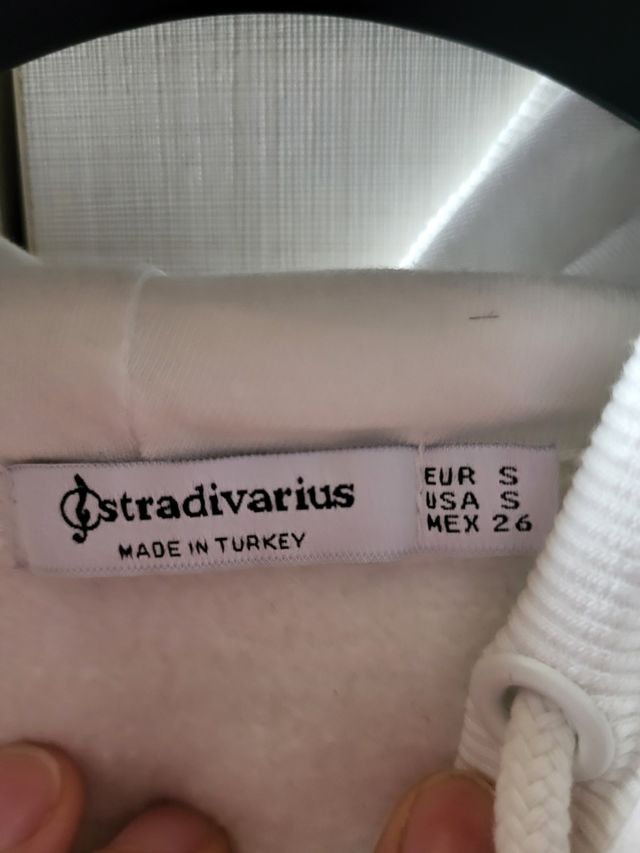 stradivarius
MADE IN TURKEY
EUR S
USA S
MEX 26